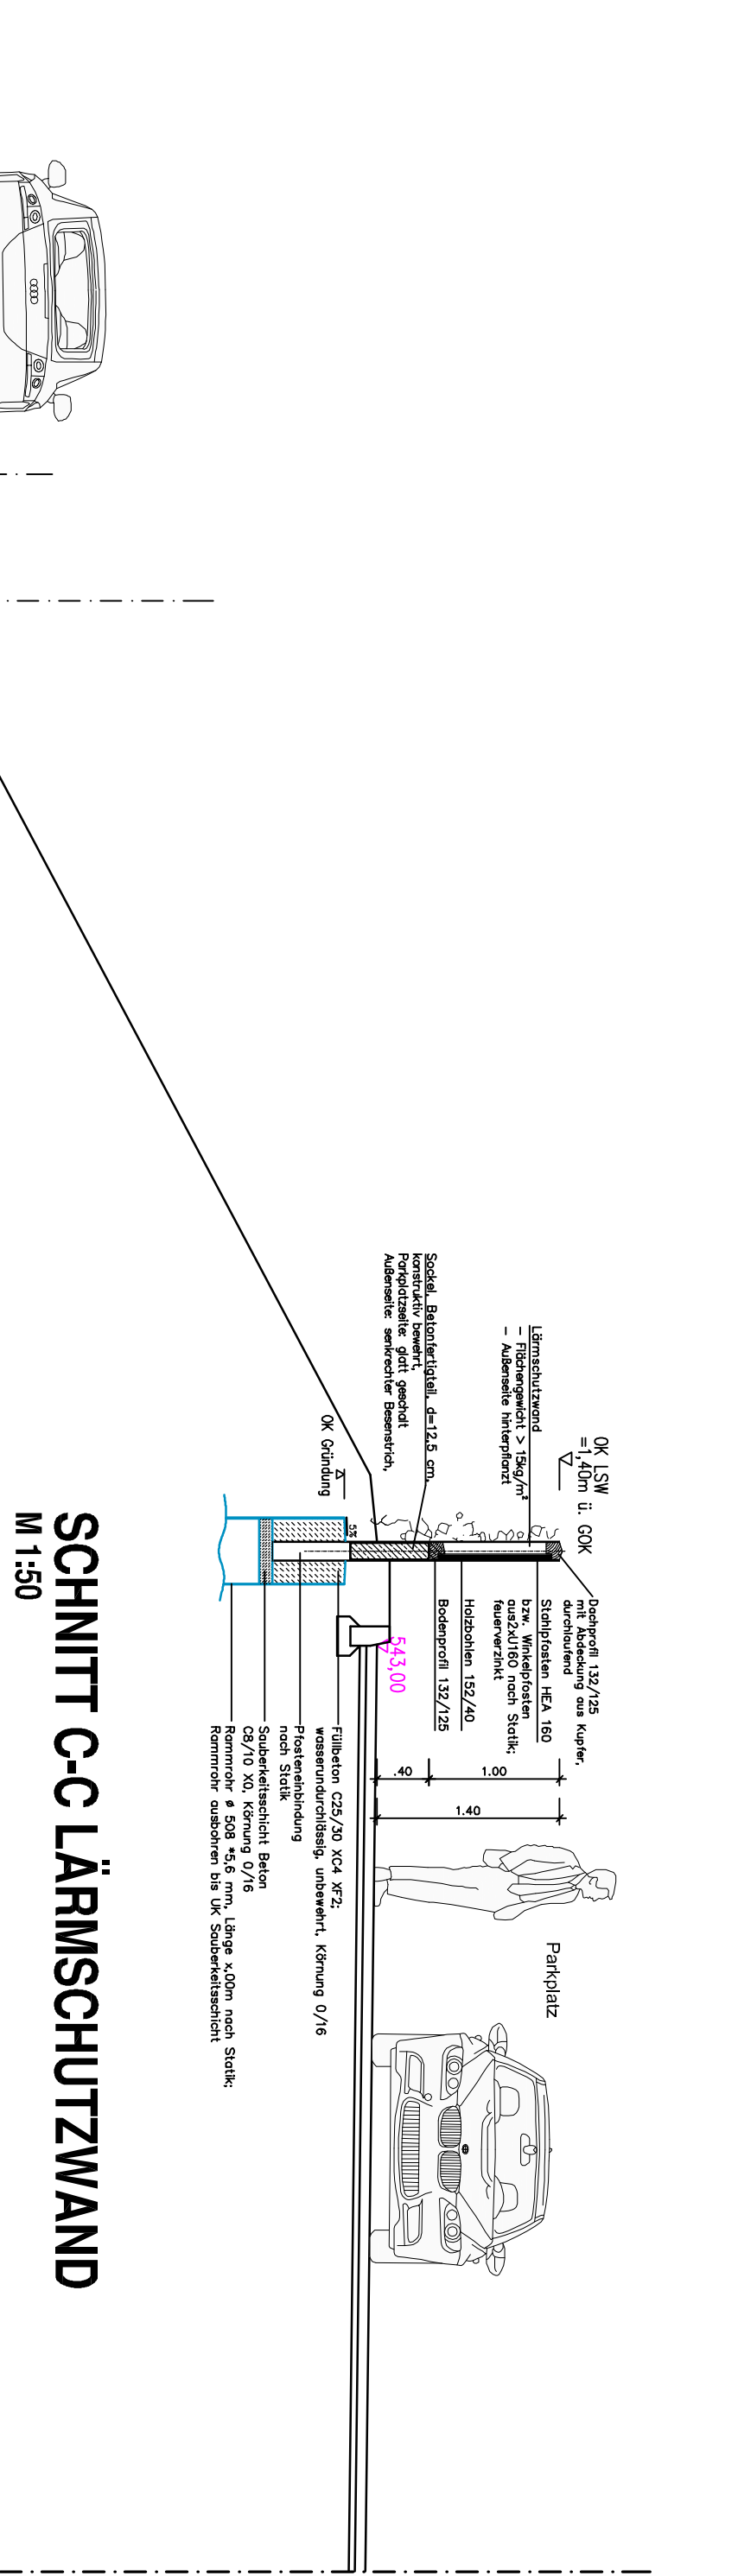 OK LSW
=1,40m ü. GOK
Lärmschutzwand
- Flächengewicht > 15kg/m²
- Außenseite hinterpflanzt
Sockel, Betonfertigteil, d=12,5 cm,
konstruktiv bewehrt,
Parkplatzseite: glatt geschalt
Außenseite: senkrechter Besenstrich,
OK Gründung
5%
Dachprofil 132/125
mit Abdeckung aus Kupfer,
durchlaufend
Stahlpfosten HEA 160
bzw. Winkelpfosten
aus2xU160 nach Statik;
feuerverzinkt
Holzbohlen 152/40
Bodenprofil 132/125
543,00
1.00
.40
1.40
Parkplatz
Füllbeton C25/30 XC4 XF2;
wasserundurchlässig, unbewehrt, Körnung 0/16
Pfosteneinbindung
nach Statik
Sauberkeitsschicht Beton
C8/10 X0, Körnung 0/16
Rammrohr ø 508 *5,6 mm, Länge x,00m nach Statik;
Rammrohr ausbohren bis UK Sauberkeitsschicht
SCHNITT C-C LÄRMSCHUTZWAND
M 1:50